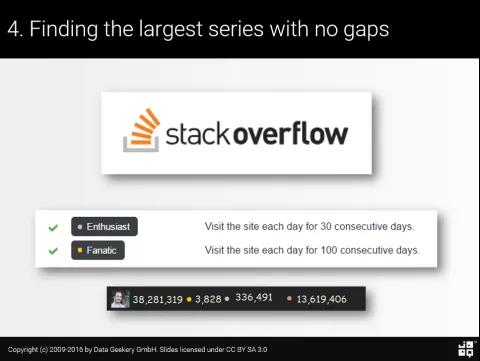 4. Finding the largest series with no gaps
stackoverflow
Enthusiast Visit the site each day for 30 consecutive days.
Fanatic Visit the site each day for 100 consecutive days.
38,281,319 3,828 336,491 13,619,406
Copyright (c) 2009-2016 by Data Geekery GmbH. Slides licensed under CC BY SA 3.0